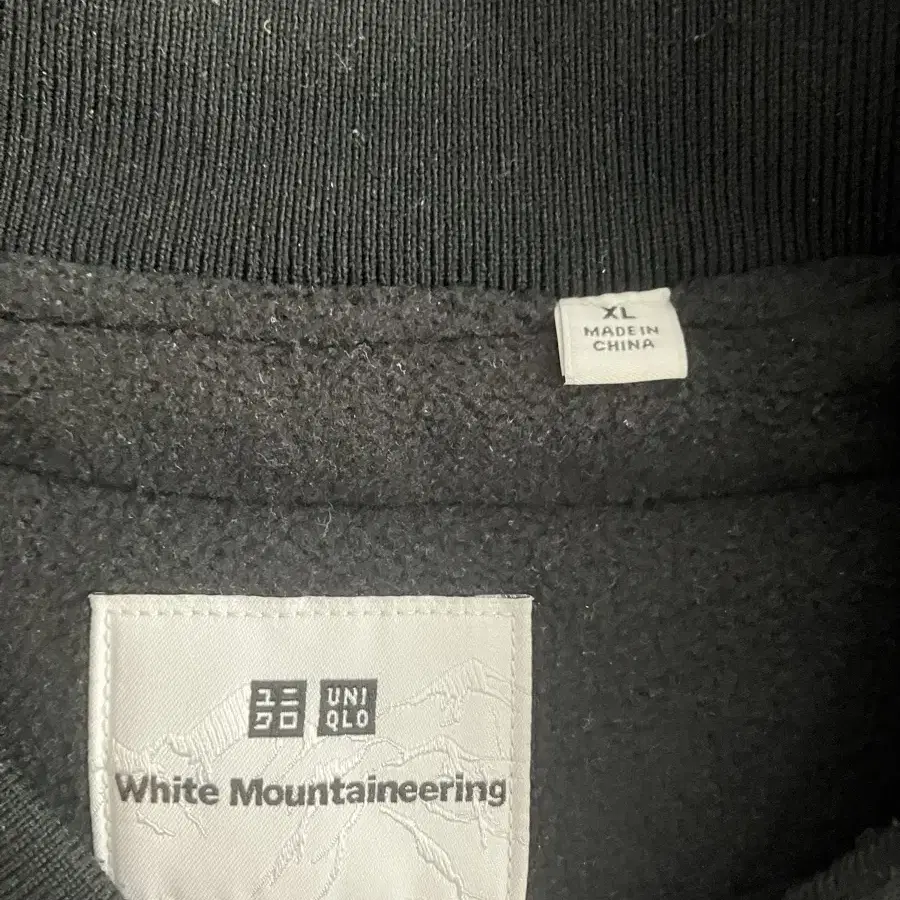 XL
MADE IN
CHINA
ユニ UNI
クロ QLO
White Mountaineering